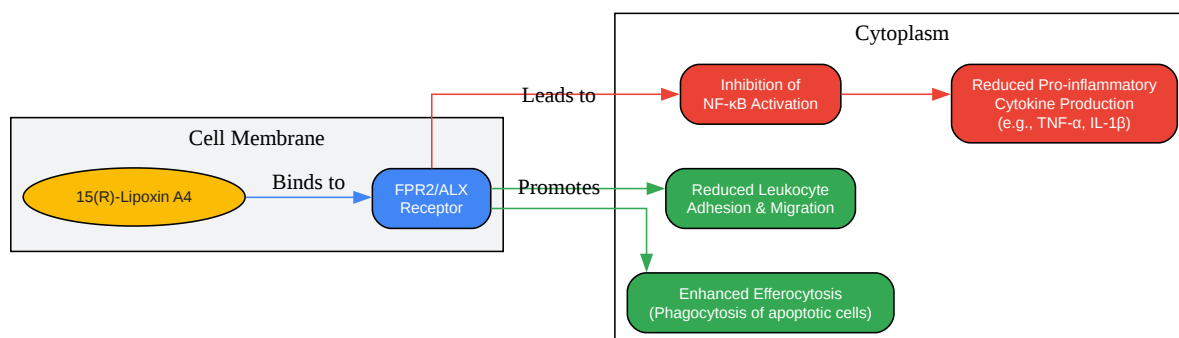 Cytoplasm
Inhibition of
NF-κB Activation
Reduced Pro-inflammatory
Cytokine Production
(e.g., TNF-α, IL-1β)
Leads to
Cell Membrane
15(R)-Lipoxin A4
Binds to
FPR2/ALX
Receptor
Promotes
Reduced Leukocyte
Adhesion & Migration
Enhanced Efferocytosis
(Phagocytosis of apoptotic cells)